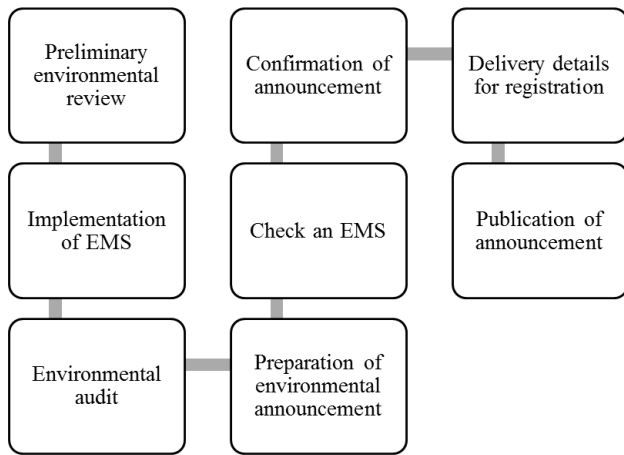 Preliminary
environmental
review
Implementation
of EMS
Environmental
audit
Preparation of
environmental
announcement
Check an EMS
Confirmation of
announcement
Delivery details
for registration
Publication of
announcement